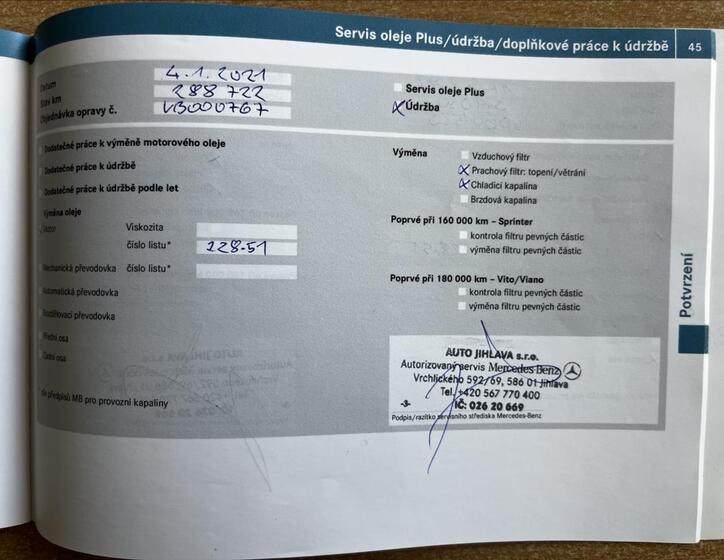 Servis oleje Plus/údržba/doplňkové práce k údržbě 45
Datum 4.1.2021
Stav km 288 722
Objednávka opravy č. VB000767
Servis oleje Plus
Údržba
Dodatečné práce k výměně motorového oleje
Dodatečné práce k údržbě
Dodatečné práce k údržbě podle let
Výměna oleje
Motor Viskozita
číslo listu* 228.51
Mechanická převodovka číslo listu*
Automatická převodovka
Rozdělovací převodovka
Přední osa
Zadní osa
předpisů MB pro provozní kapaliny
Výměna Vzduchový filtr
Prachový filtr: topení/větrání
Chladicí kapalina
Brzdová kapalina
Poprvé při 160 000 km – Sprinter
kontrola filtru pevných částic
výměna filtru pevných částic
Poprvé při 180 000 km – Vito/Viano
kontrola filtru pevných částic
výměna filtru pevných částic
AUTO JIHLAVA s.r.o.
Autorizovaný servis Mercedes Benz
Vrchlického 592/69, 586 01 Jihlava
Tel. +420 567 770 400
-3- IČ: 026 20 669
Podpis/razítko servisního střediska Mercedes-Benz
Potvrzení